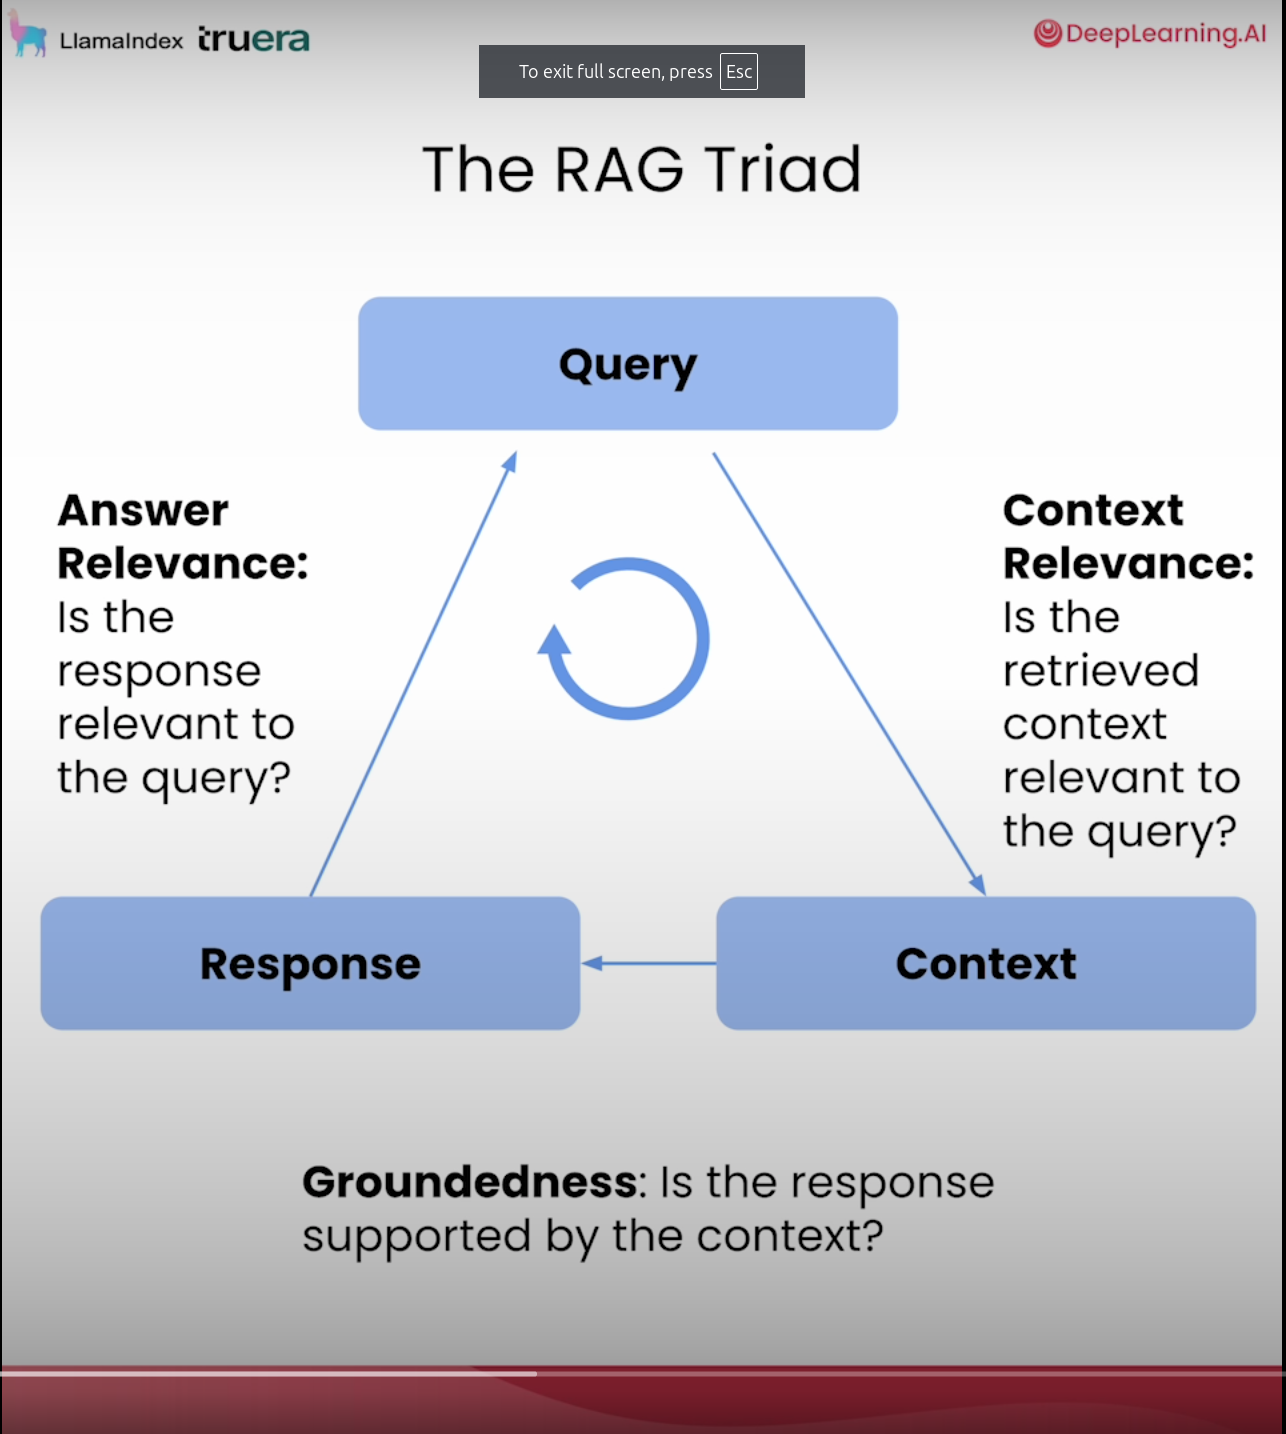 LlamaIndex truera
DeepLearning.AI
To exit full screen, press Esc
The RAG Triad
Query
Answer
Relevance:
Is the
response
relevant to
the query?
Context
Relevance:
Is the
retrieved
context
relevant to
the query?
Response
Context
Groundedness: Is the response
supported by the context?